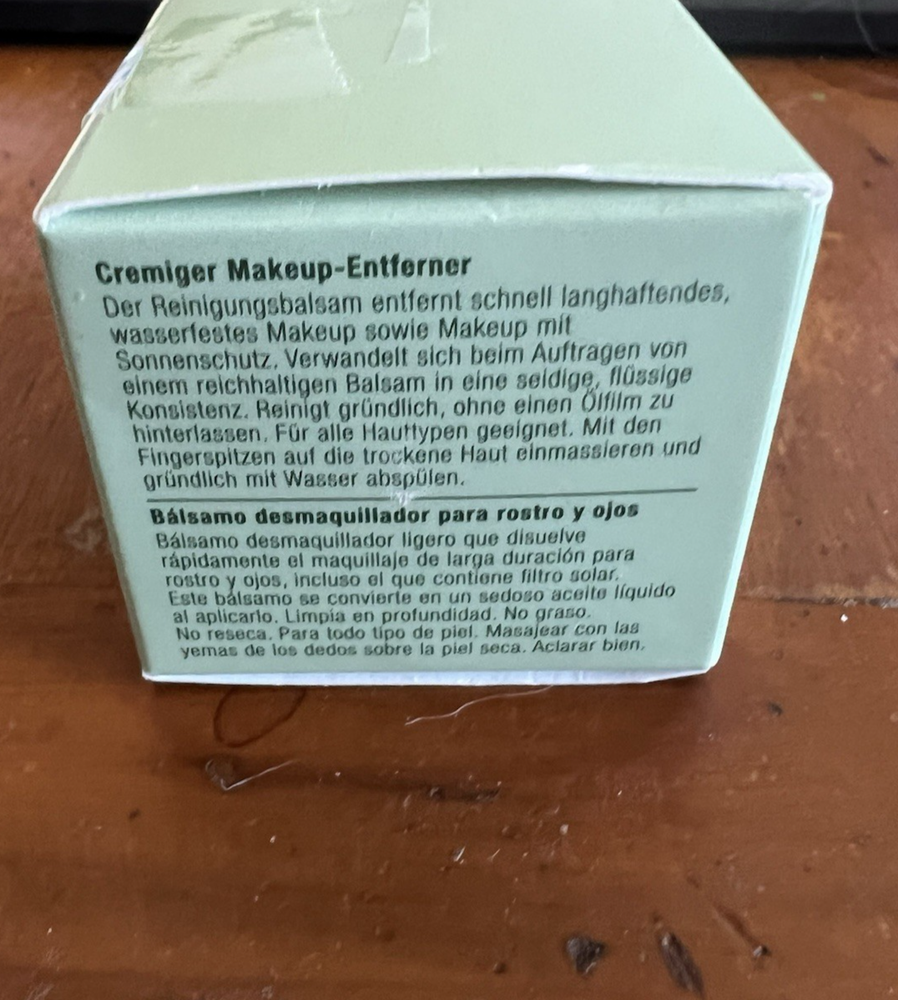 Cremiger Makeup-Entferner
Der Reinigungsbalsam entfernt schnell langhaftendes,
wasserfestes Makeup sowie Makeup mit
Sonnenschutz. Verwandelt sich beim Auftragen von
einem reichhaltigen Balsam in eine seidige, flüssige
Konsistenz. Reinigt gründlich, ohne einen Ölfilm zu
hinterlassen. Für alle Hauttypen geeignet. Mit den
Fingerspitzen auf die trockene Haut einmassieren und
gründlich mit Wasser abspülen.
Bálsamo desmaquillador para rostro y ojos
Bálsamo desmaquillador ligero que disuelve
rápidamente el maquillaje de larga duración para
rostro y ojos, incluso el que contiene filtro solar.
Este bálsamo se convierte en un sedoso aceite líquido
al aplicarlo. Limpia en profundidad. No graso.
No reseca. Para todo tipo de piel. Masajear con las
yemas de los dedos sobre la piel seca. Aclarar bien.